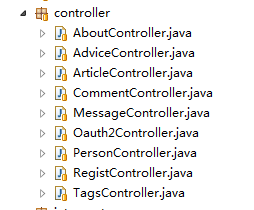 controller
AboutController.java
AdviceController.java
ArticleController.java
CommentController.java
MessageController.java
Oauth2Controller.java
PersonController.java
RegistController.java
TagsController.java